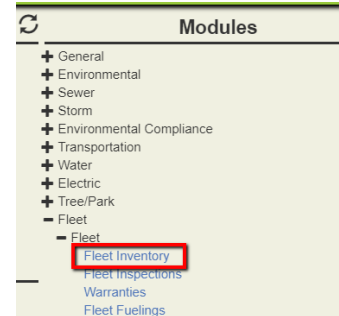 Modules
General
Environmental
Sewer
Storm
Environmental Compliance
Transportation
Water
Electric
Tree/Park
Fleet
Fleet
Fleet Inventory
Fleet Inspections
Warranties
Fleet Fuelings